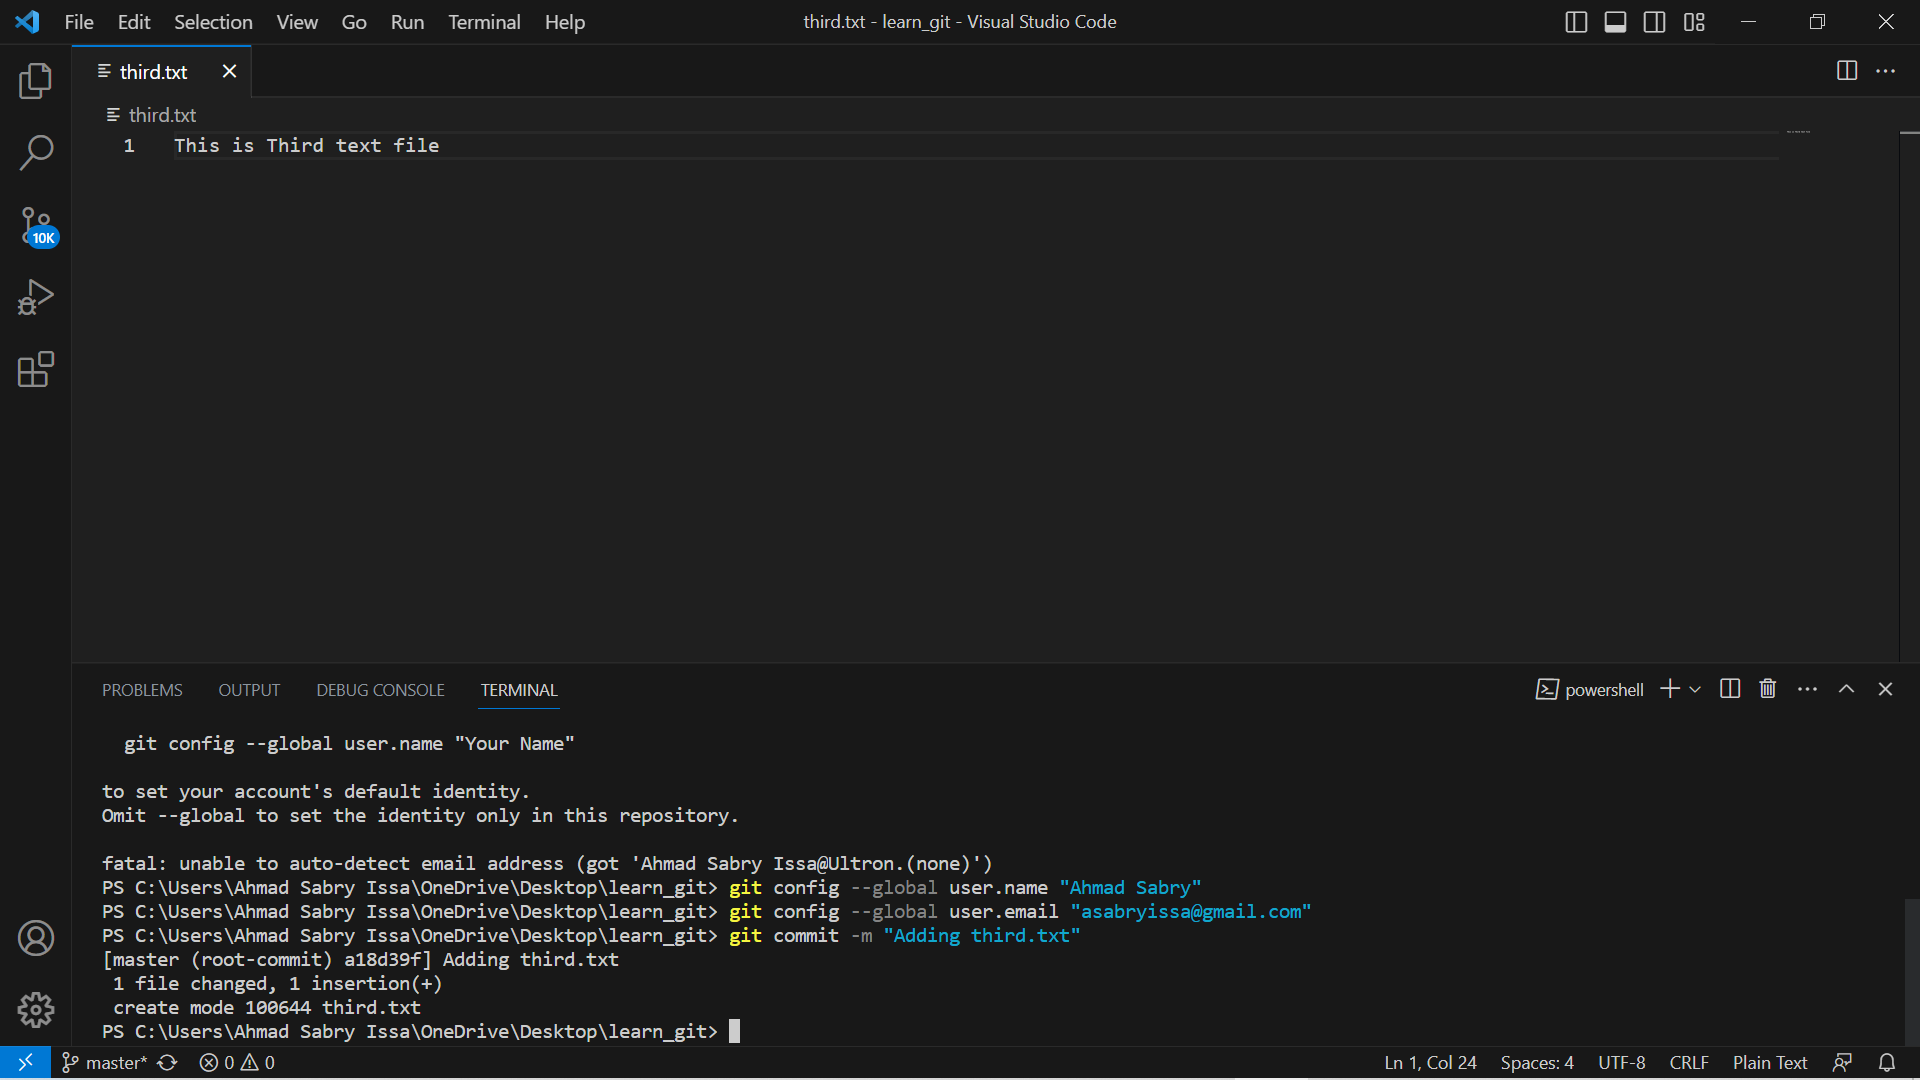 File Edit Selection View Go Run Terminal Help
third.txt - learn_git - Visual Studio Code
third.txt
third.txt
1 This is Third text file
10K
PROBLEMS OUTPUT DEBUG CONSOLE TERMINAL
powershell
git config --global user.name "Your Name"
to set your account's default identity.
Omit --global to set the identity only in this repository.
fatal: unable to auto-detect email address (got 'Ahmad Sabry Issa@Ultron.(none)')
PS C:\Users\Ahmad Sabry Issa\OneDrive\Desktop\learn_git> git config --global user.name "Ahmad Sabry"
PS C:\Users\Ahmad Sabry Issa\OneDrive\Desktop\learn_git> git config --global user.email "asabryissa@gmail.com"
PS C:\Users\Ahmad Sabry Issa\OneDrive\Desktop\learn_git> git commit -m "Adding third.txt"
[master (root-commit) a18d39f] Adding third.txt
1 file changed, 1 insertion(+)
create mode 100644 third.txt
PS C:\Users\Ahmad Sabry Issa\OneDrive\Desktop\learn_git>
master* 0 0
Ln 1, Col 24 Spaces: 4 UTF-8 CRLF Plain Text